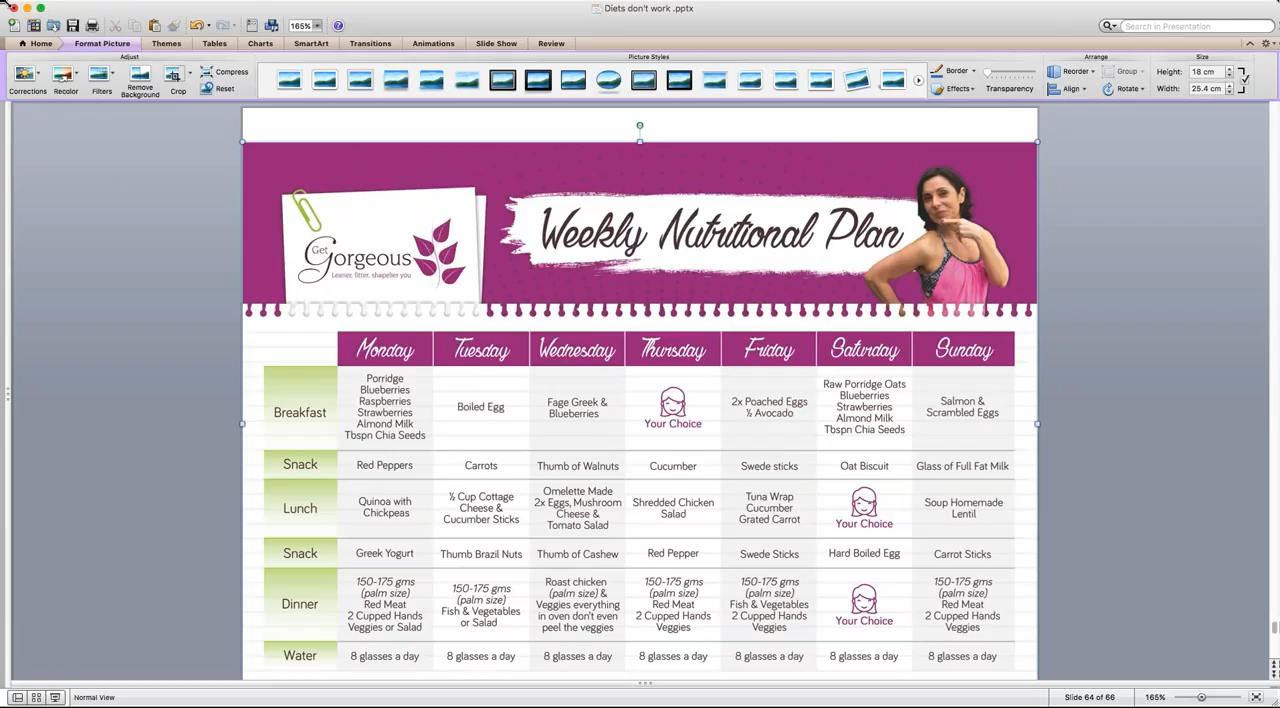 Diets don't work .pptx
165%
Search in Presentation
Home
Format Picture
Themes
Tables
Charts
SmartArt
Transitions
Animations
Slide Show
Review
Adjust
Picture Styles
Arrange
Size
Corrections
Recolor
Filters
Remove
Background
Crop
Compress
Reset
Border
Effects
Transparency
Reorder
Group
Align
Rotate
Height: 18 cm
Width: 25.4 cm
Get
Gorgeous
Leaner, fitter, shapelier you
Weekly Nutritional Plan
Monday Tuesday Wednesday Thursday Friday Saturday Sunday
Breakfast
Porridge
Blueberries
Raspberries
Strawberries
Almond Milk
Tbspn Chia Seeds
Boiled Egg
Fage Greek &
Blueberries
Your Choice
2x Poached Eggs
½ Avocado
Raw Porridge Oats
Blueberries
Strawberries
Almond Milk
Tbspn Chia Seeds
Salmon &
Scrambled Eggs
Snack
Red Peppers
Carrots
Thumb of Walnuts
Cucumber
Swede sticks
Oat Biscuit
Glass of Full Fat Milk
Lunch
Quinoa with
Chickpeas
½ Cup Cottage
Cheese &
Cucumber Sticks
Omelette Made
2x Eggs, Mushroom
Cheese &
Tomato Salad
Shredded Chicken
Salad
Tuna Wrap
Cucumber
Grated Carrot
Your Choice
Soup Homemade
Lentil
Snack
Greek Yogurt
Thumb Brazil Nuts
Thumb of Cashew
Red Pepper
Swede Sticks
Hard Boiled Egg
Carrot Sticks
Dinner
150-175 gms
(palm size)
Red Meat
2 Cupped Hands
Veggies or Salad
150-175 gms
(palm size)
Fish & Vegetables
or Salad
Roast chicken
(palm size) &
Veggies everything
in oven don't even
peel the veggies
150-175 gms
(palm size)
Red Meat
2 Cupped Hands
Veggies
150-175 gms
(palm size)
Fish & Vegetables
2 Cupped Hands
Veggies
Your Choice
150-175 gms
(palm size)
Red Meat
2 Cupped Hands
Veggies
Water
8 glasses a day
8 glasses a day
8 glasses a day
8 glasses a day
8 glasses a day
8 glasses a day
8 glasses a day
Normal View
Slide 64 of 66
165%